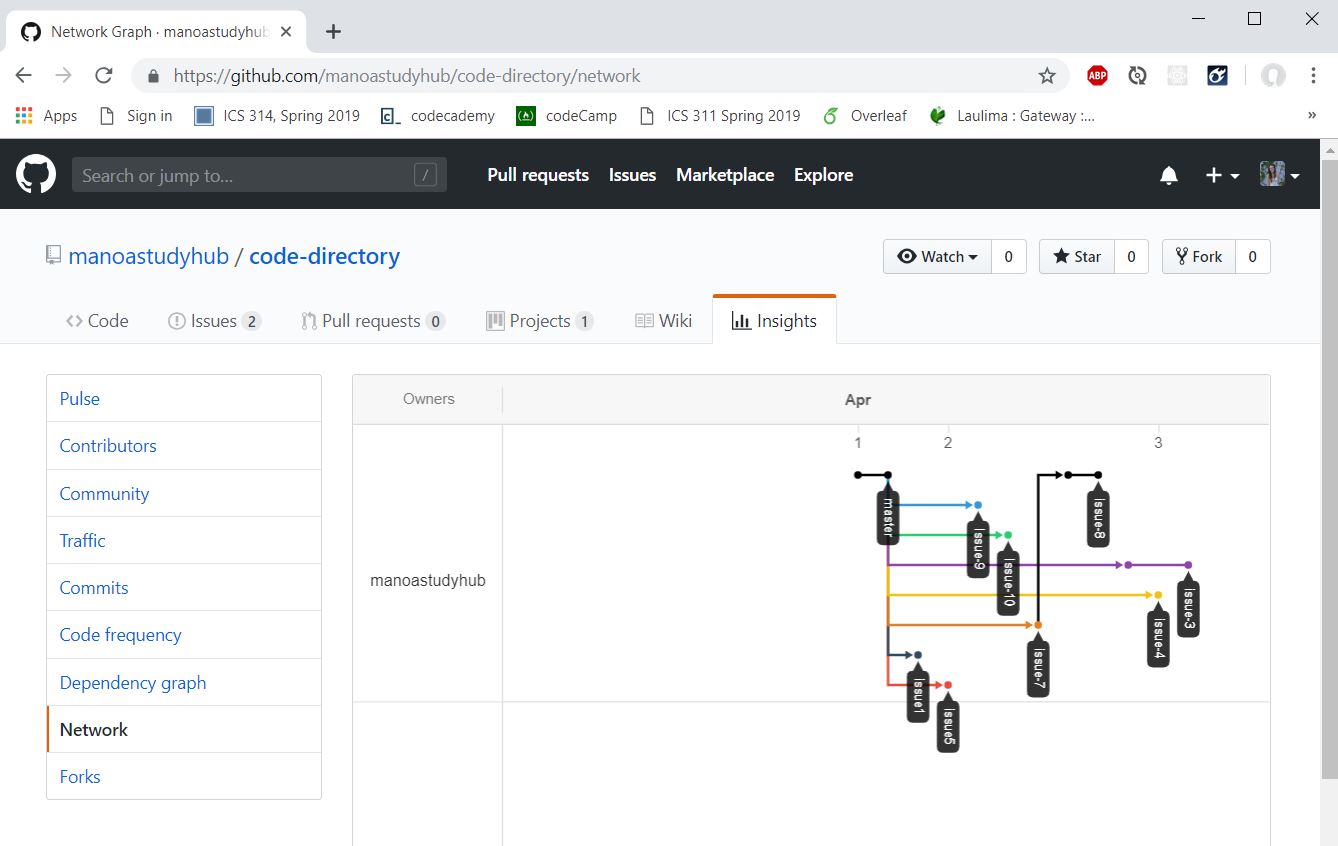 Network Graph · manoastudyhub
https://github.com/manoastudyhub/code-directory/network
ABP
Apps Sign in ICS 314, Spring 2019 c_ codecademy codeCamp ICS 311 Spring 2019 Overleaf Laulima : Gateway :... »
Search or jump to... / Pull requests Issues Marketplace Explore
manoastudyhub / code-directory Watch 0 Star 0 Fork 0
Code Issues 2 Pull requests 0 Projects 1 Wiki Insights
Pulse
Contributors
Community
Traffic
Commits
Code frequency
Dependency graph
Network
Forks
Owners Apr
1 2 3
manoastudyhub
master
issue-9
issue-10
issue-8
issue-3
issue-4
issue-7
issue1
issue5